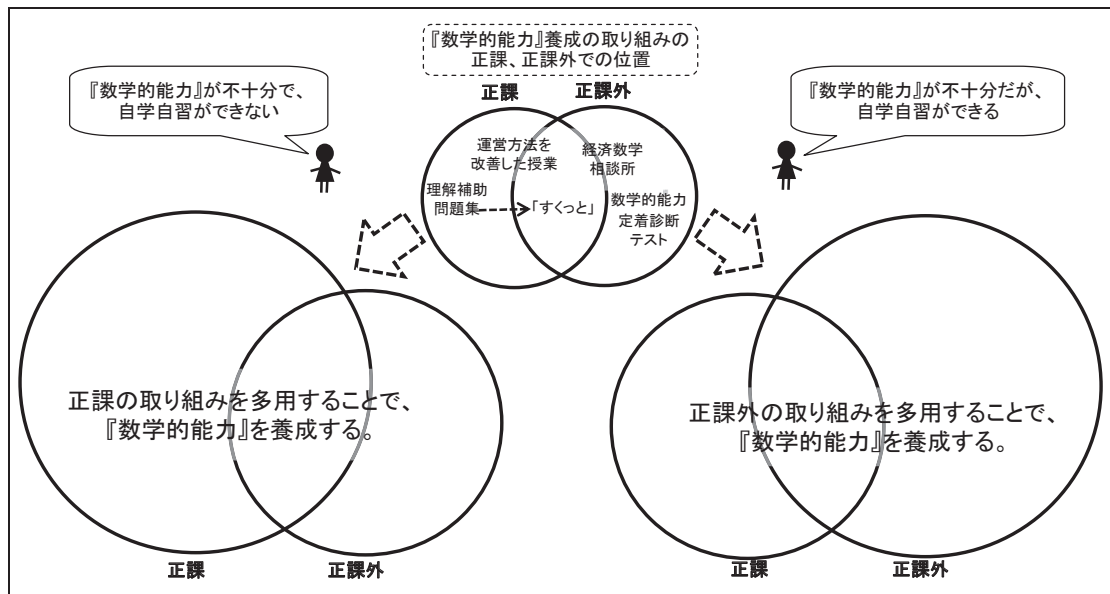 『数学的能力』養成の取り組みの
正課、正課外での位置
『数学的能力』が不十分で、
自学自習ができない
『数学的能力』が不十分だが、
自学自習ができる
正課
正課外
運営方法を
改善した授業
理解補助
問題集
「すくっと」
経済数学
相談所
数学的能力
定着診断
テスト
正課の取り組みを多用することで、
『数学的能力』を養成する。
正課外の取り組みを多用することで、
『数学的能力』を養成する。
正課
正課外
正課
正課外